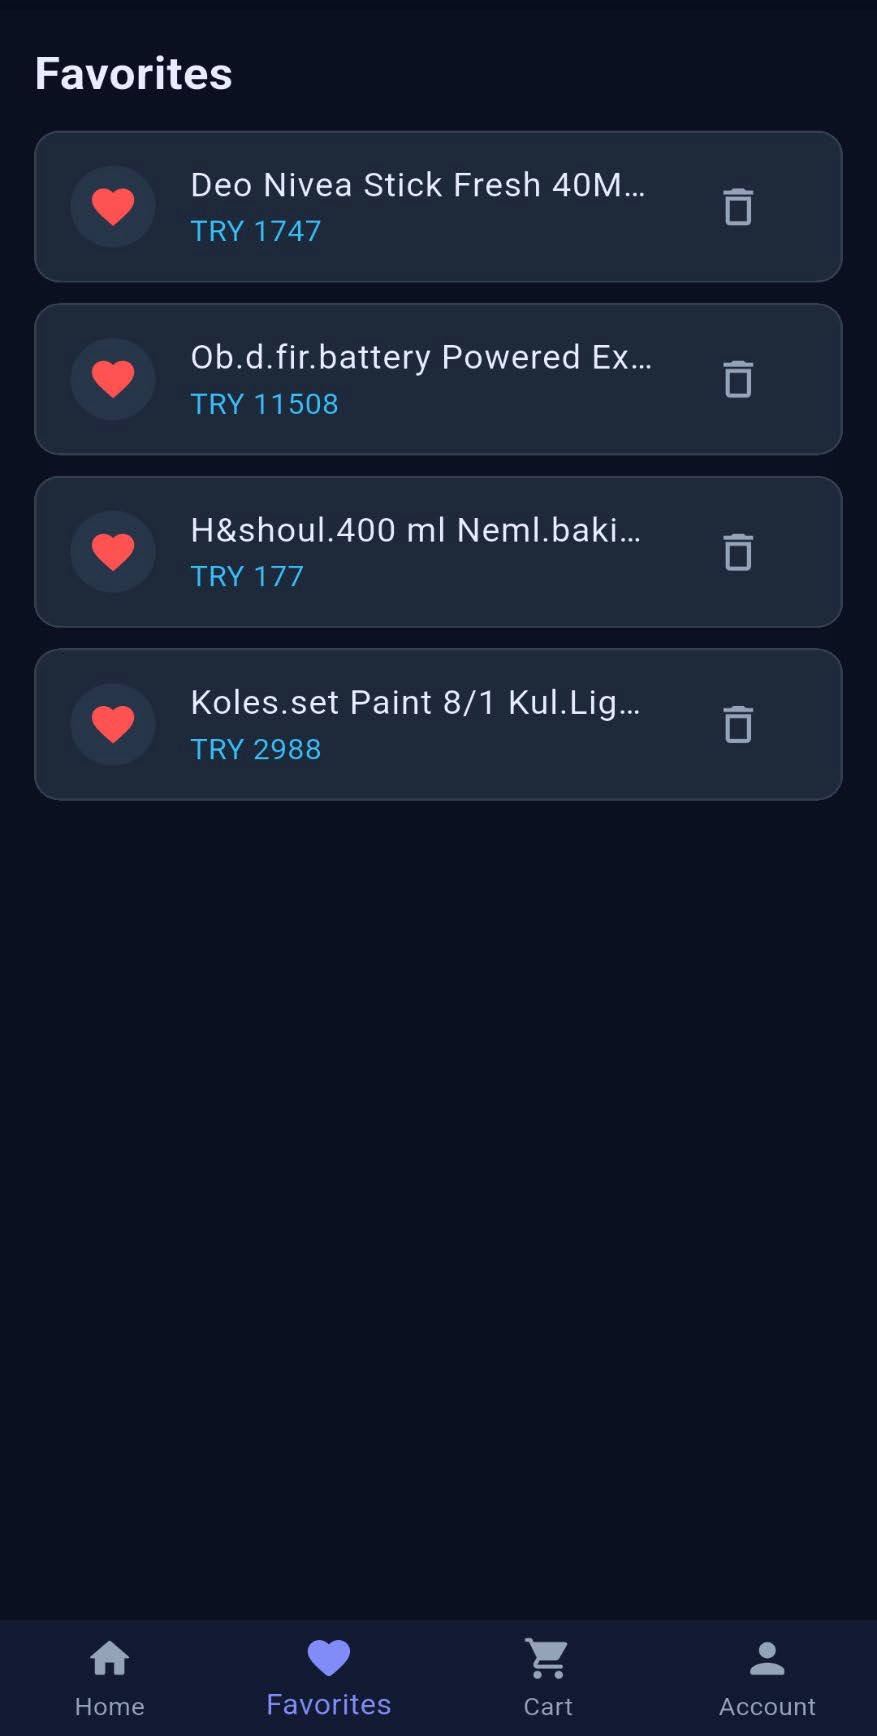 Favorites
Deo Nivea Stick Fresh 40M...
TRY 1747
Ob.d.fir.battery Powered Ex...
TRY 11508
H&shoul.400 ml Neml.baki...
TRY 177
Koles.set Paint 8/1 Kul.Lig...
TRY 2988
Home
Favorites
Cart
Account